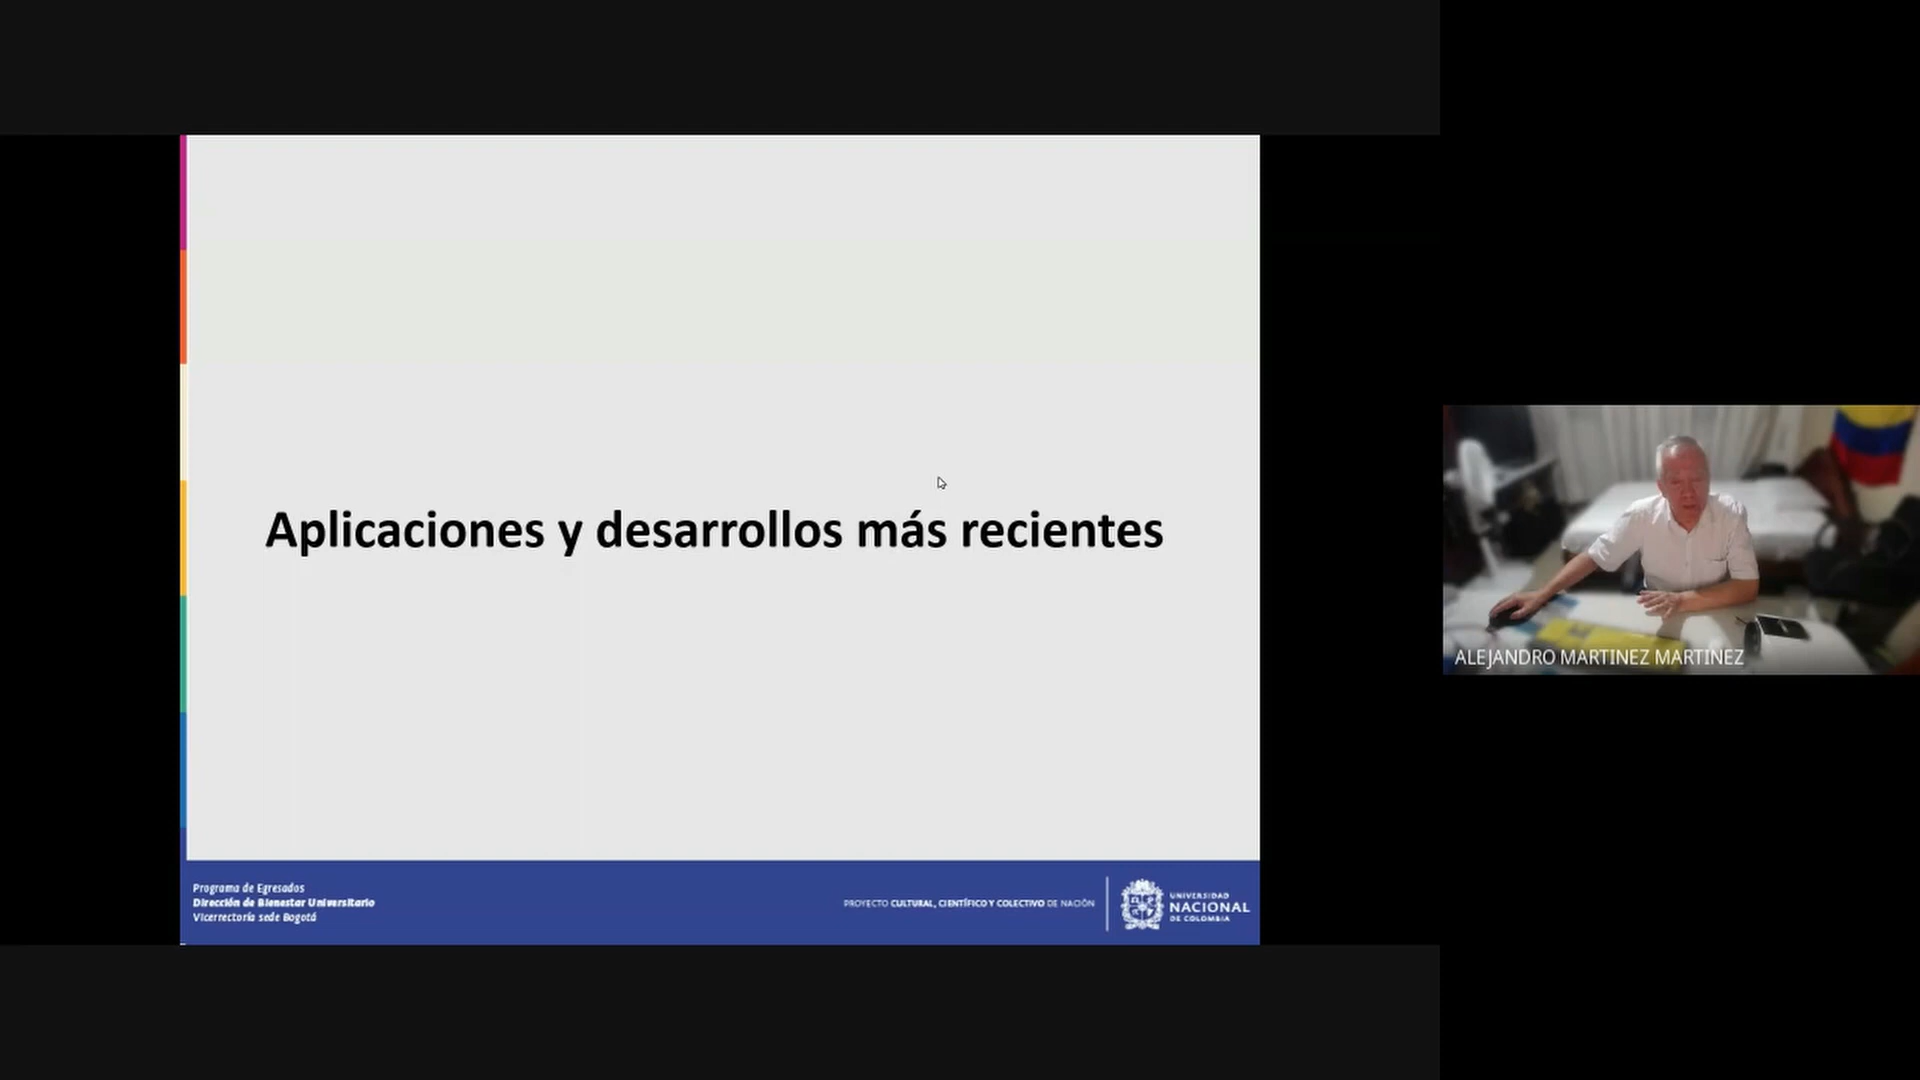 Aplicaciones y desarrollos más recientes
Programa de Egresados
Dirección de Bienestar Universitario
Vicerrectoría sede Bogotá
PROYECTO CULTURAL, CIENTÍFICO Y COLECTIVO DE NACIÓN
UNIVERSIDAD
NACIONAL
DE COLOMBIA
ALEJANDRO MARTINEZ MARTINEZ